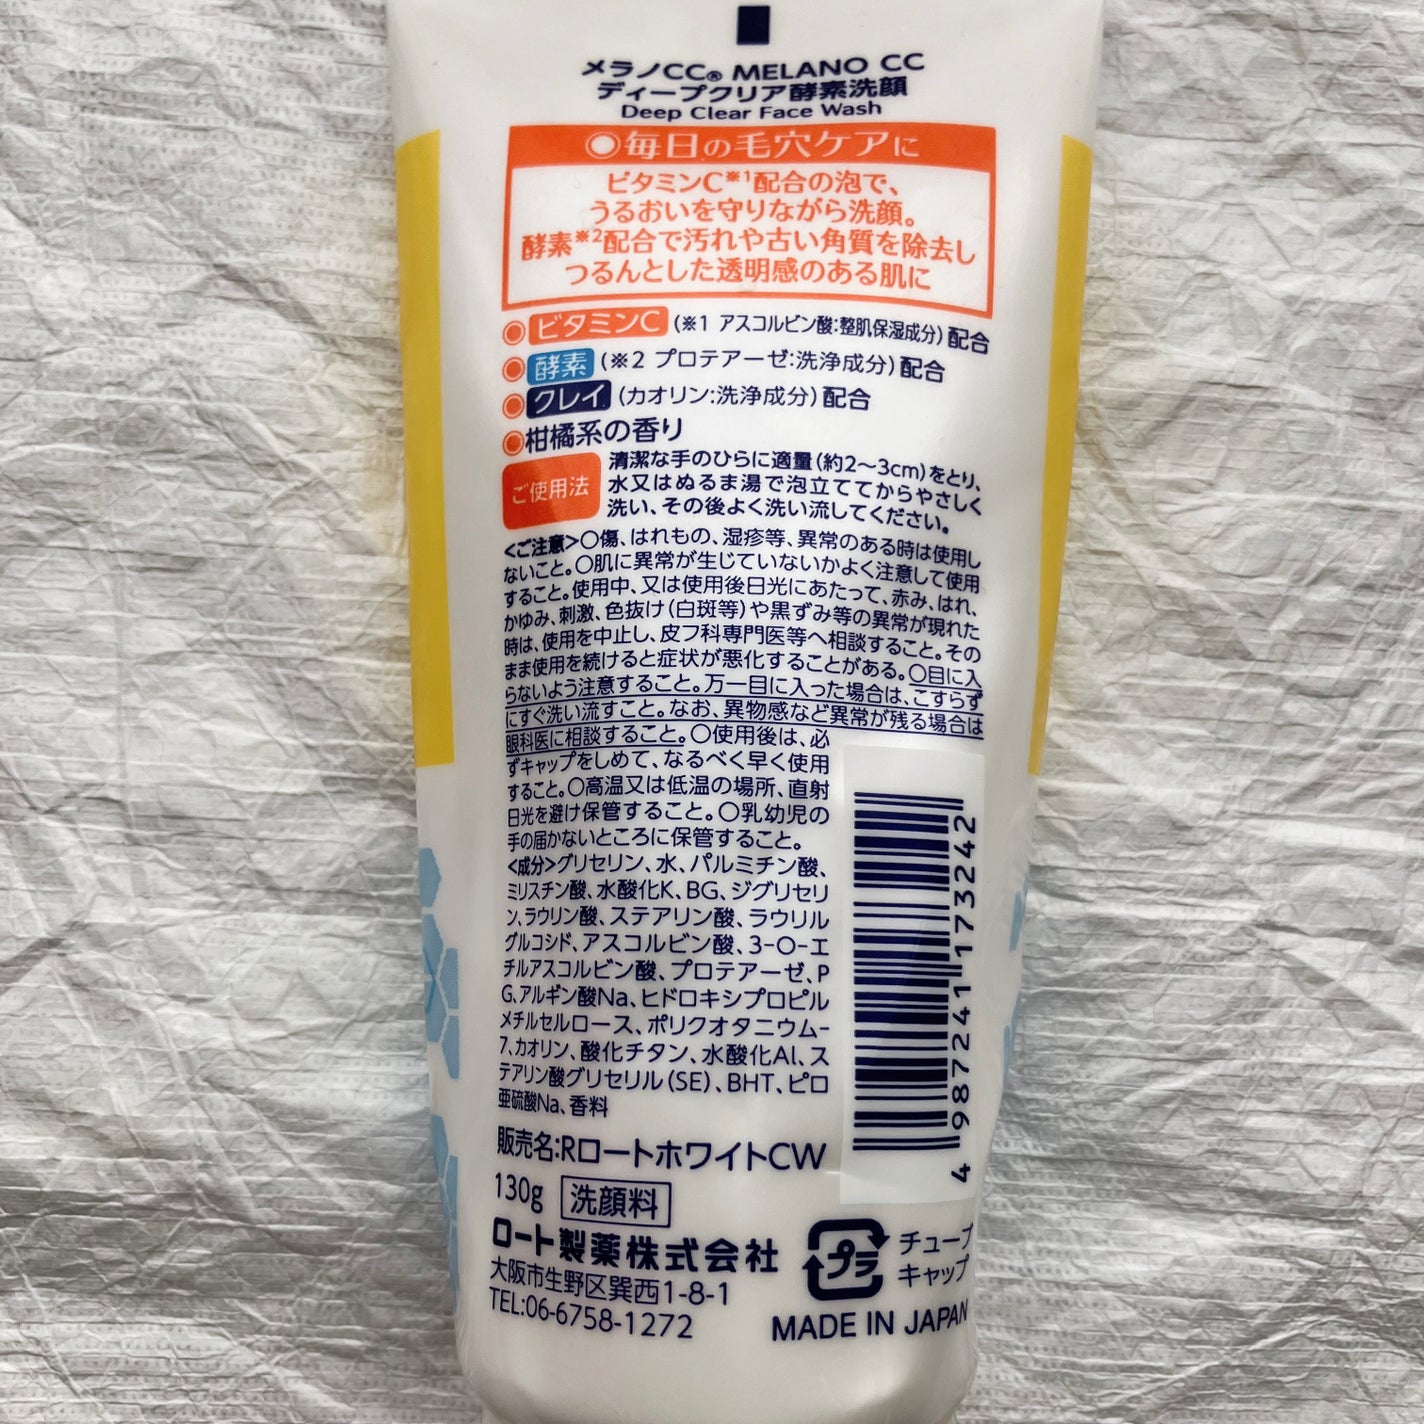 メラノCC® MELANO CC
ディープクリア酵素洗顔
Deep Clear Face Wash
◉毎日の毛穴ケアに
ビタミンC※1配合の泡で、
うるおいを守りながら洗顔。
酵素※2配合で汚れや古い角質を除去し
つるんとした透明感のある肌に
◉ビタミンC(※1 アスコルビン酸:整肌保湿成分)配合
◉酵素(※2 プロテアーゼ:洗浄成分)配合
◉クレイ(カオリン:洗浄成分)配合
◉柑橘系の香り
ご使用法
清潔な手のひらに適量(約2〜3cm)をとり、
水又はぬるま湯で泡立ててからやさしく
洗い、その後よく洗い流してください。
<ご注意>○傷、はれもの、湿疹等、異常のある時は使用し
ないこと。○肌に異常が生じていないかよく注意して使用
すること。使用中、又は使用後日光にあたって、赤み、はれ、
かゆみ、刺激、色抜け(白斑等)や黒ずみ等の異常が現れた
時は、使用を中止し、皮フ科専門医等へ相談すること。その
まま使用を続けると症状が悪化することがある。○目に入
らないよう注意すること。万一目に入った場合は、こすらず
にすぐ洗い流すこと。なお、異物感など異常が残る場合は
眼科医に相談すること。○使用後は、必
ずキャップをしめて、なるべく早く使用
すること。○高温又は低温の場所、直射
日光を避け保管すること。○乳幼児の
手の届かないところに保管すること。
<成分>グリセリン、水、パルミチン酸、
ミリスチン酸、水酸化K、BG、ジグリセリ
ン、ラウリン酸、ステアリン酸、ラウリル
グルコシド、アスコルビン酸、3-O-エ
チルアスコルビン酸、プロテアーゼ、P
G、アルギン酸Na、ヒドロキシプロピル
メチルセルロース、ポリクオタニウム-
7、カオリン、酸化チタン、水酸化Al、ス
テアリン酸グリセリル(SE)、BHT、ピロ
亜硫酸Na、香料
4 987241 173242
販売名:RロートホワイトCW
130g 洗顔料
ロート製薬株式会社
大阪市生野区巽西1-8-1
TEL:06-6758-1272
プラ
チューブ
キャップ
MADE IN JAPAN